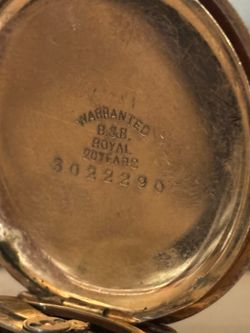 WARRANTED
B.&B.
ROYAL
20 YEARS
3022290